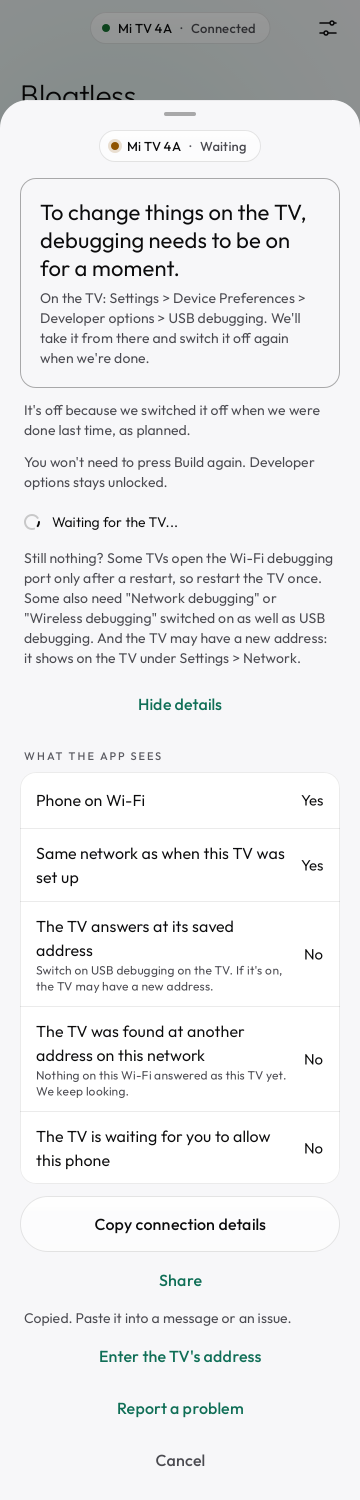 Mi TV 4A · Connected
Bloatless
Mi TV 4A · Waiting
To change things on the TV,
debugging needs to be on
for a moment.
On the TV: Settings > Device Preferences >
Developer options > USB debugging. We'll
take it from there and switch it off again
when we're done.
It's off because we switched it off when we were
done last time, as planned.
You won't need to press Build again. Developer
options stays unlocked.
Waiting for the TV...
Still nothing? Some TVs open the Wi-Fi debugging
port only after a restart, so restart the TV once.
Some also need "Network debugging" or
"Wireless debugging" switched on as well as USB
debugging. And the TV may have a new address:
it shows on the TV under Settings > Network.
Hide details
WHAT THE APP SEES
Phone on Wi-Fi Yes
Same network as when this TV was
set up Yes
The TV answers at its saved
address
Switch on USB debugging on the TV. If it's on,
the TV may have a new address.
No
The TV was found at another
address on this network
Nothing on this Wi-Fi answered as this TV yet.
We keep looking.
No
The TV is waiting for you to allow
this phone
No
Copy connection details
Share
Copied. Paste it into a message or an issue.
Enter the TV's address
Report a problem
Cancel